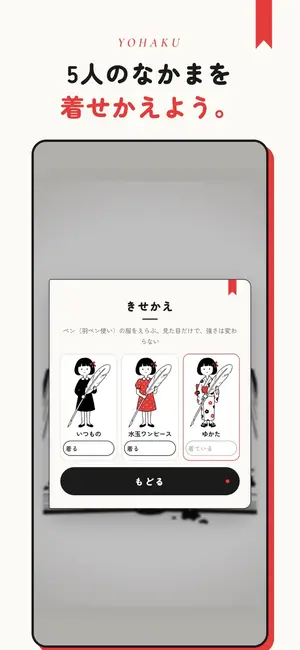 YOHAKU
5人のなかまを
着せかえよう。
きせかえ
ペン（羽ペン使い）の服をえらぶ。見た目だけで、強さは変わ
らない
いつもの
水玉ワンピース
ゆかた
着る
着る
着ている
もどる